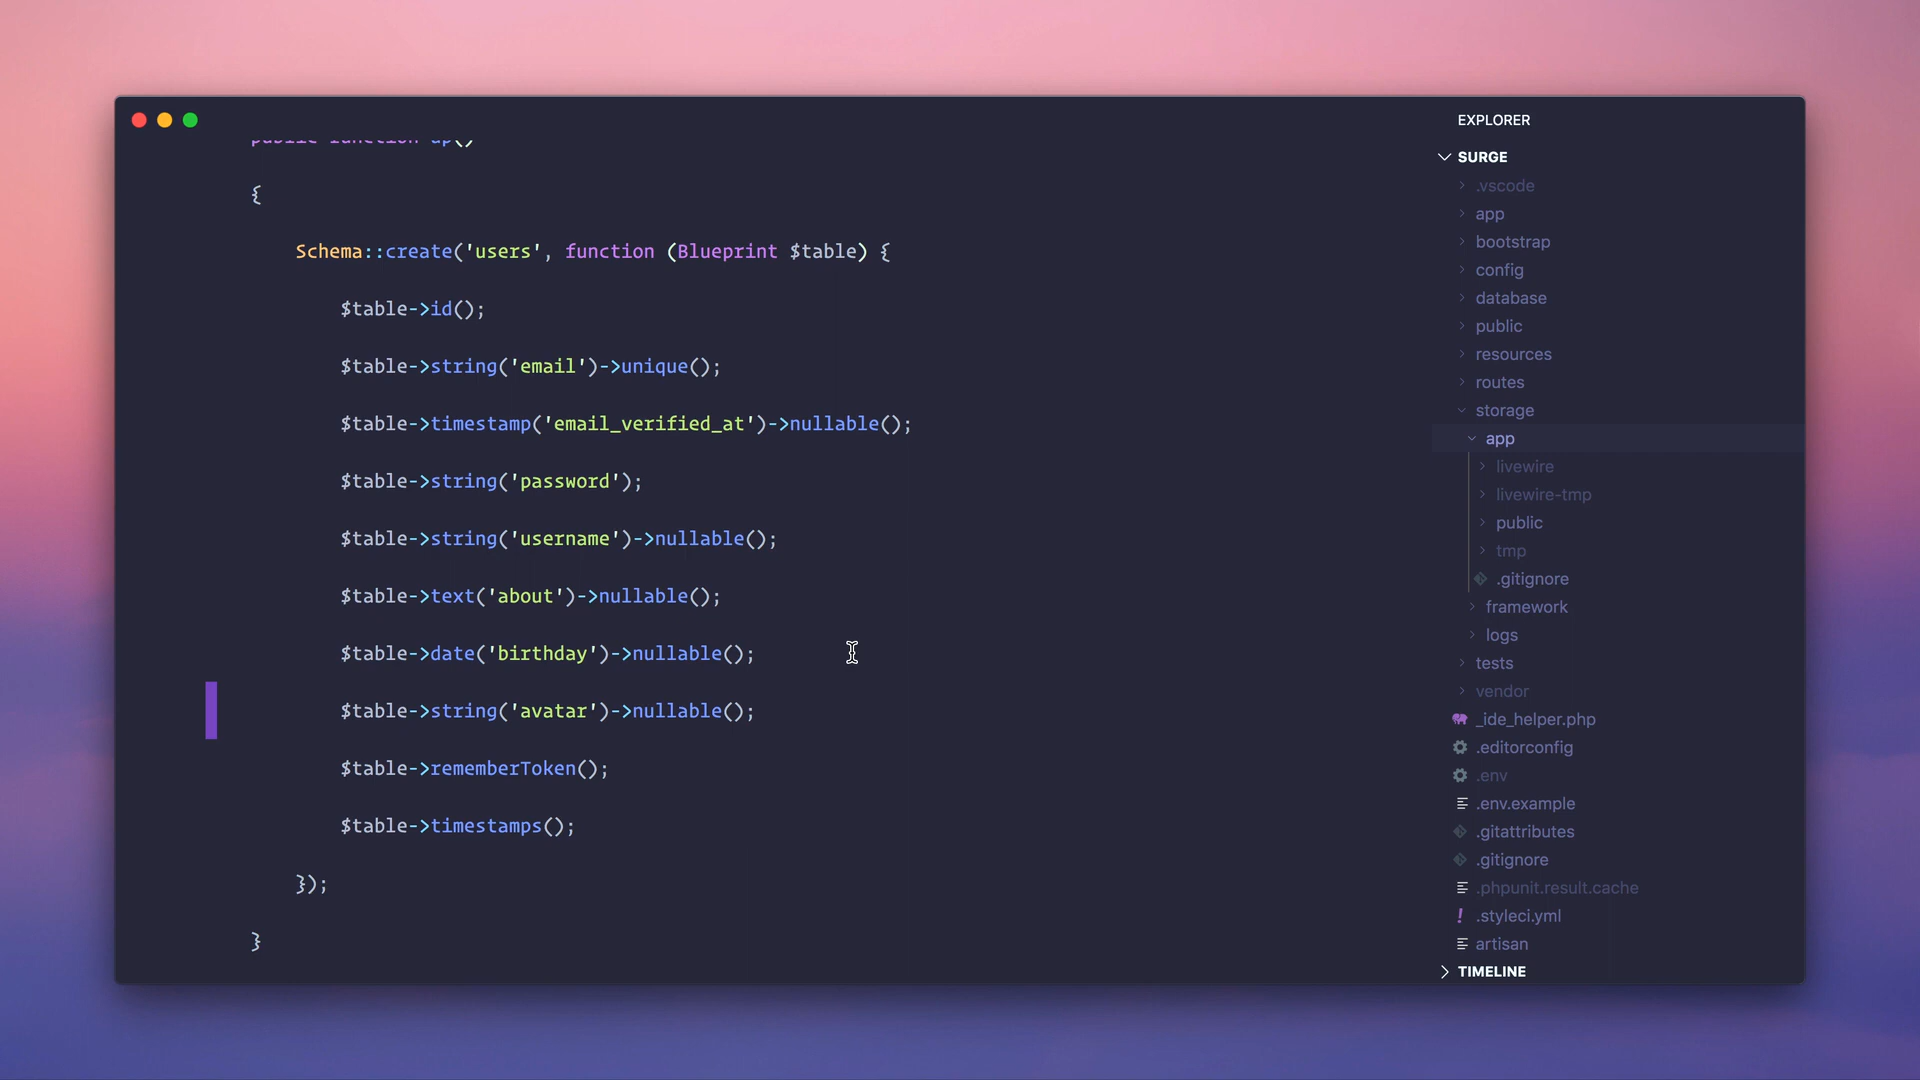 public function up()
{
Schema::create('users', function (Blueprint $table) {
$table->id();
$table->string('email')->unique();
$table->timestamp('email_verified_at')->nullable();
$table->string('password');
$table->string('username')->nullable();
$table->text('about')->nullable();
$table->date('birthday')->nullable();
$table->string('avatar')->nullable();
$table->rememberToken();
$table->timestamps();
});
}
EXPLORER
SURGE
.vscode
app
bootstrap
config
database
public
resources
routes
storage
app
livewire
livewire-tmp
public
tmp
.gitignore
framework
logs
tests
vendor
_ide_helper.php
.editorconfig
.env
.env.example
.gitattributes
.gitignore
.phpunit.result.cache
.styleci.yml
artisan
TIMELINE